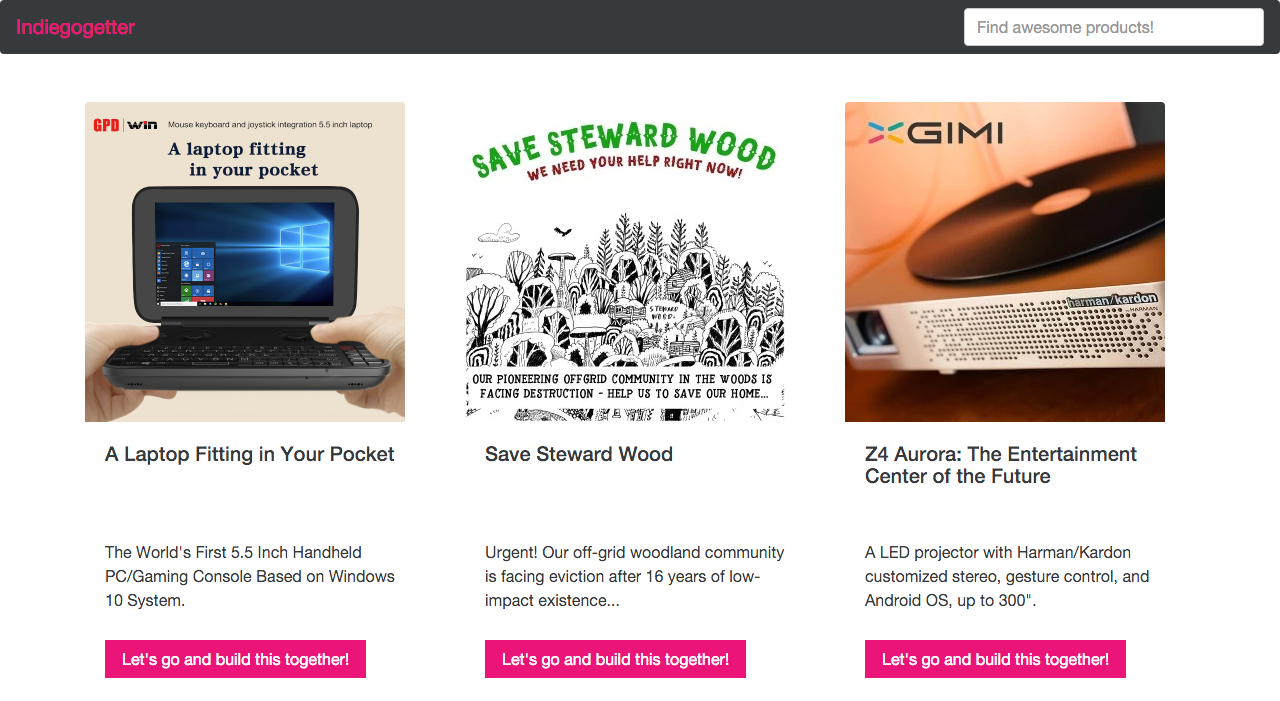 Indiegogetter
Find awesome products!
GPD WIN Mouse keyboard and joystick integration 5.5 inch laptop
A laptop fitting
in your pocket
SAVE STEWARD WOOD
WE NEED YOUR HELP RIGHT NOW!
STEWARD
WOOD
OUR PIONEERING OFFGRID COMMUNITY IN THE WOODS IS
FACING DESTRUCTION - HELP US TO SAVE OUR HOME...
XGIMI
harman/kardon
HARMAN
A Laptop Fitting in Your Pocket
The World's First 5.5 Inch Handheld
PC/Gaming Console Based on Windows
10 System.
Let's go and build this together!
Save Steward Wood
Urgent! Our off-grid woodland community
is facing eviction after 16 years of low-
impact existence...
Let's go and build this together!
Z4 Aurora: The Entertainment
Center of the Future
A LED projector with Harman/Kardon
customized stereo, gesture control, and
Android OS, up to 300".
Let's go and build this together!